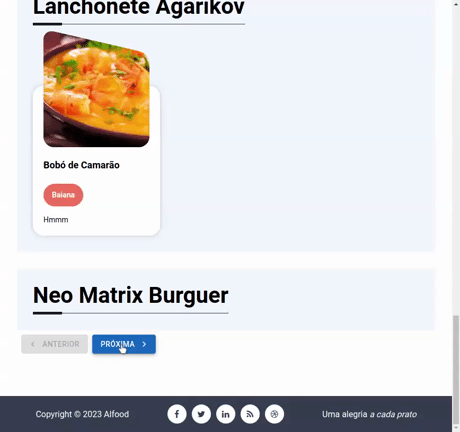 Lanchonete Agarikov
Bobó de Camarão
Baiana
Hmmm
Neo Matrix Burguer
ANTERIOR
PRÓXIMA
Copyright © 2023 Alfood
Uma alegria a cada prato